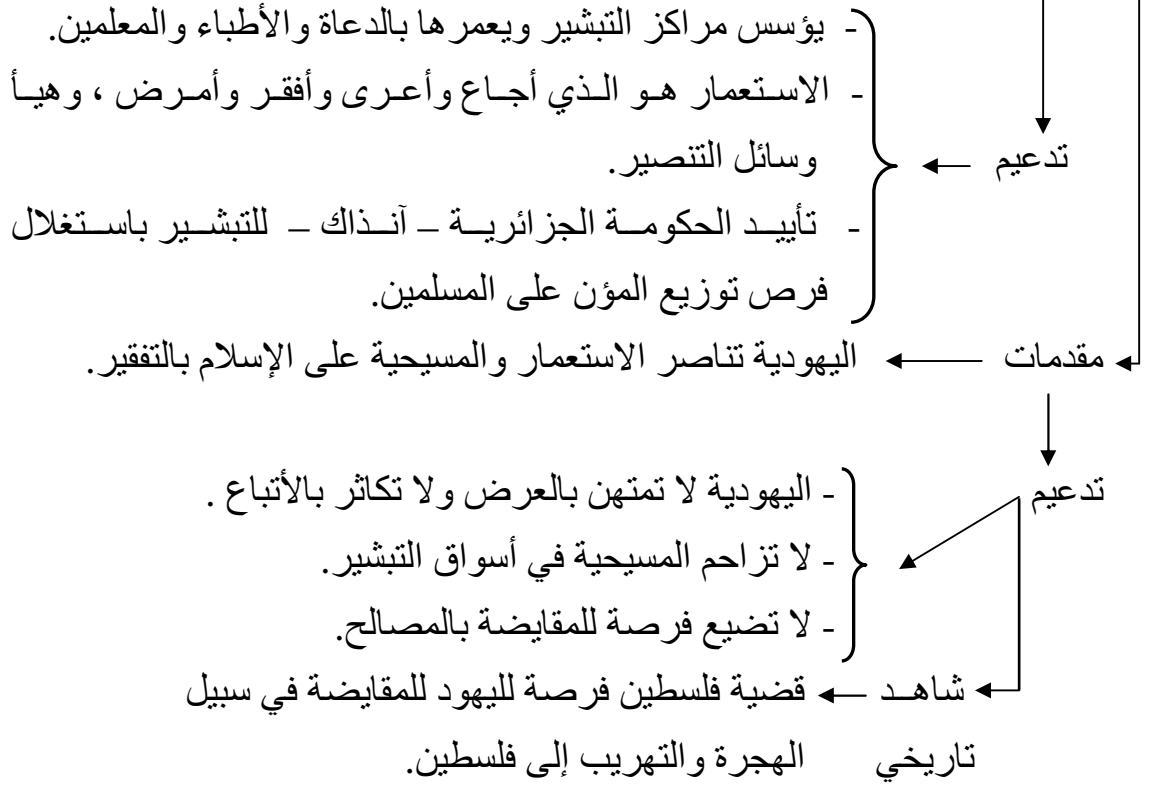 - يؤسس مراكز التبشير ويعمرها بالدعاة والأطباء والمعلمين.
- الاستعمار هو الذي أجاع وأعرى وأفقر وأمرض ، وهيأ
تدعيم وسائل التنصير.
- تأييد الحكومة الجزائرية – آنذاك – للتبشير باستغلال
فرص توزيع المؤن على المسلمين.
مقدمات اليهودية تناصر الاستعمار والمسيحية على الإسلام بالتفقير.
تدعيم - اليهودية لا تمتهن بالعرض ولا تكاثر بالأتباع .
- لا تزاحم المسيحية في أسواق التبشير.
- لا تضيع فرصة للمقايضة بالمصالح.
شاهد قضية فلسطين فرصة لليهود للمقايضة في سبيل
تاريخي الهجرة والتهريب إلى فلسطين.